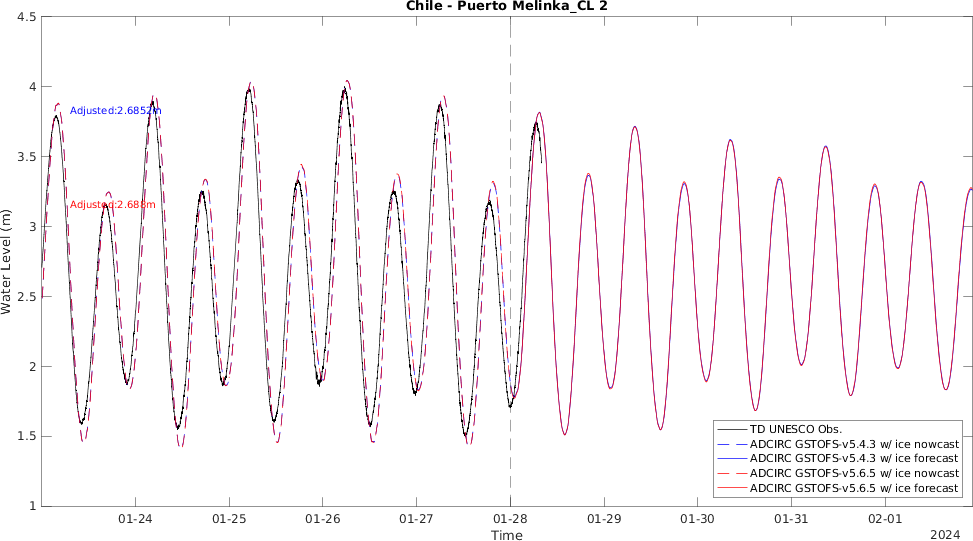 Chile - Puerto Melinka_CL 2
4.5
4
3.5
3
2.5
2
1.5
1
Water Level (m)
Adjusted:2.6852m
Adjusted:2.688m
TD UNESCO Obs.
ADCIRC GSTOFS-v5.4.3 w/ ice nowcast
ADCIRC GSTOFS-v5.4.3 w/ ice forecast
ADCIRC GSTOFS-v5.6.5 w/ ice nowcast
ADCIRC GSTOFS-v5.6.5 w/ ice forecast
01-24 01-25 01-26 01-27 01-28 01-29 01-30 01-31 02-01
Time
2024